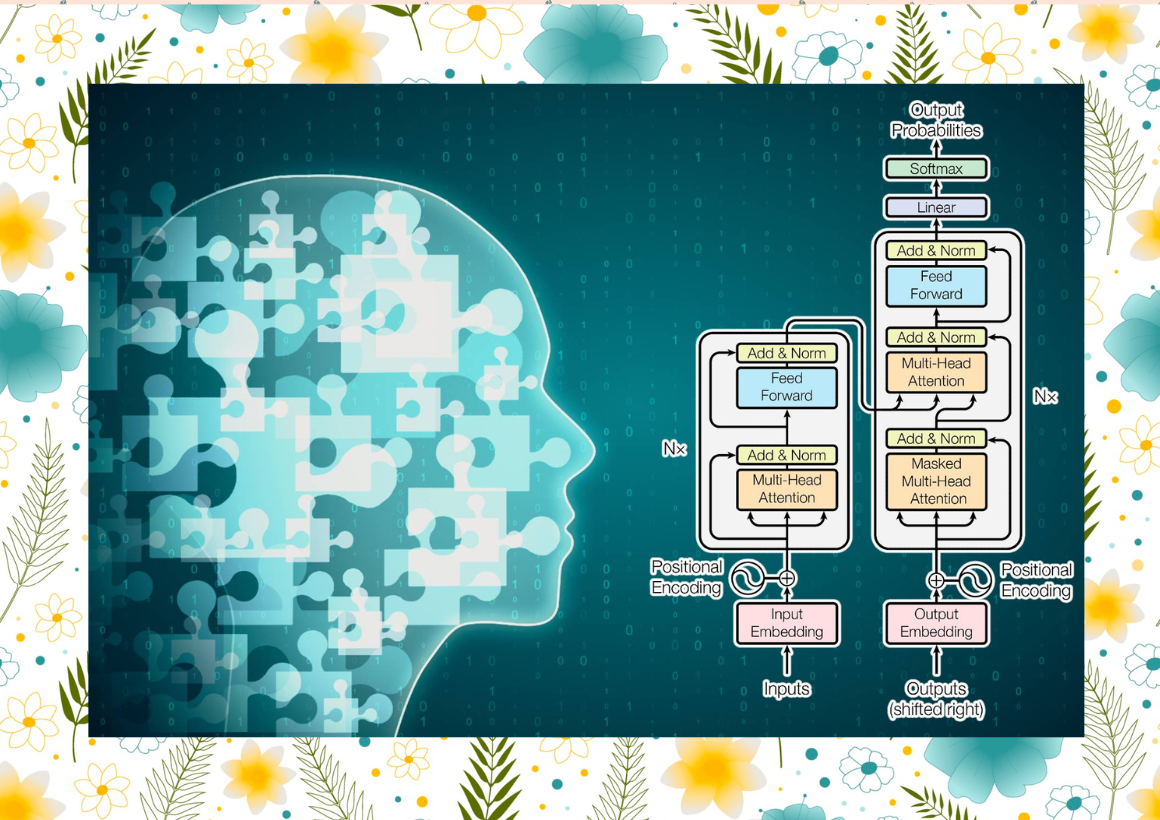 Output
Probabilities
Softmax
Linear
Add & Norm
Feed
Forward
Add & Norm
Multi-Head
Attention
Add & Norm
Masked
Multi-Head
Attention
Nx
Add & Norm
Feed
Forward
Add & Norm
Multi-Head
Attention
Nx
Positional
Encoding
Positional
Encoding
Input
Embedding
Output
Embedding
Inputs
Outputs
(shifted right)